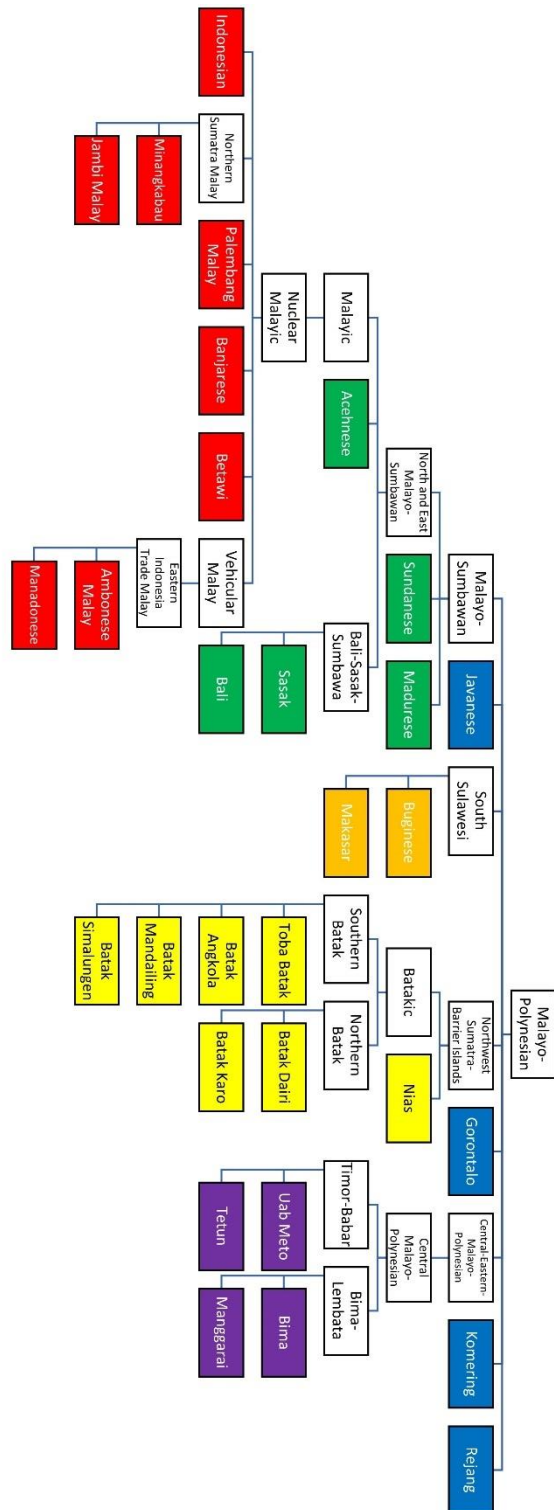 Malayo-
Polynesian
Malayo-
Sumbawan
Javanese
South
Sulawesi
Northwest
Sumatra-
Barrier Islands
Gorontalo
Central-Eastern-
Malayo-
Polynesian
Komering
Rejang
North and East
Malayo-
Sumbawan
Sundanese
Madurese
Buginese
Makasar
Batakic
Nias
Central
Malayo-
Polynesian
Malayic
Acehnese
Bali-Sasak-
Sumbawa
Sasak
Bali
Southern
Batak
Northern
Batak
Timor-Babar
Bima-
Lembata
Nuclear
Malayic
Toba Batak
Batak
Angkola
Batak
Mandailing
Batak
Simalungen
Batak Dairi
Batak Karo
Uab Meto
Tetun
Bima
Manggarai
Indonesian
Northern
Sumatra Malay
Palembang
Malay
Banjarese
Betawi
Vehicular
Malay
Minangkabau
Jambi Malay
Eastern
Indonesia
Trade Malay
Ambonese
Malay
Manadonese